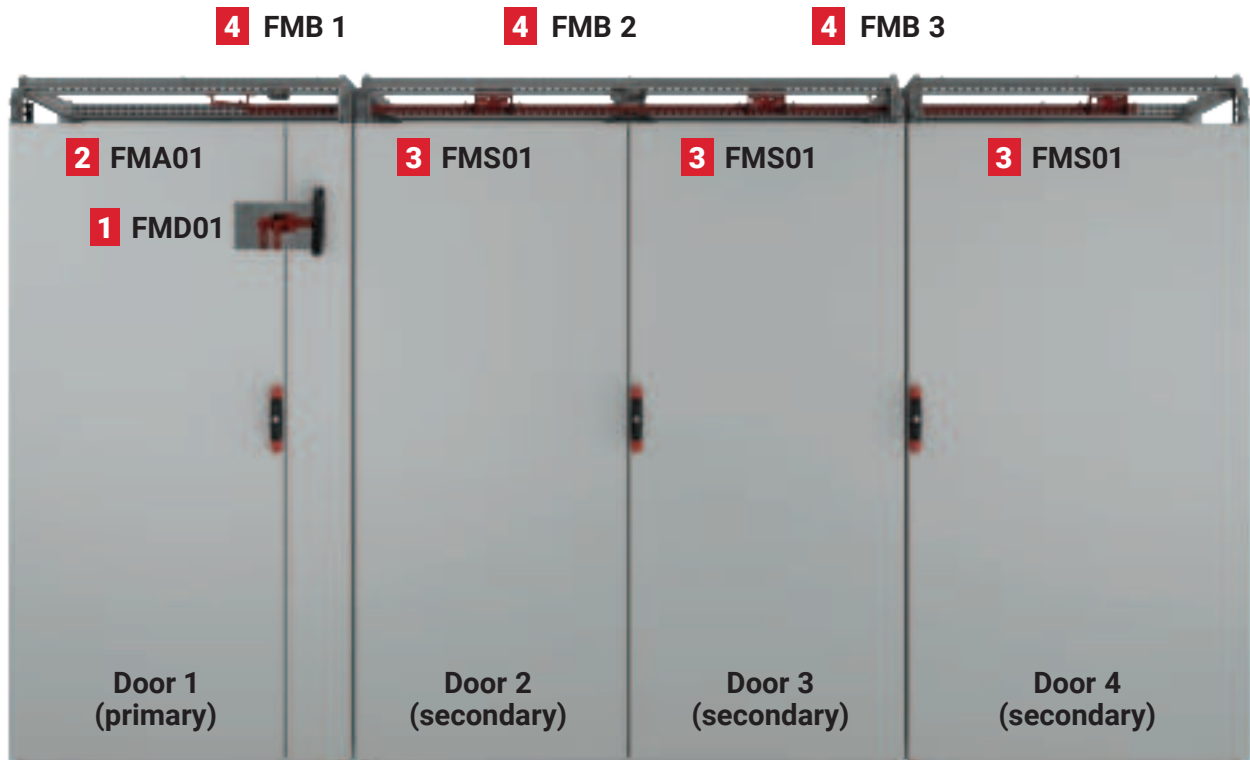 4 FMB 1
4 FMB 2
4 FMB 3
2 FMA01
3 FMS01
3 FMS01
3 FMS01
1 FMD01
Door 1
(primary)
Door 2
(secondary)
Door 3
(secondary)
Door 4
(secondary)